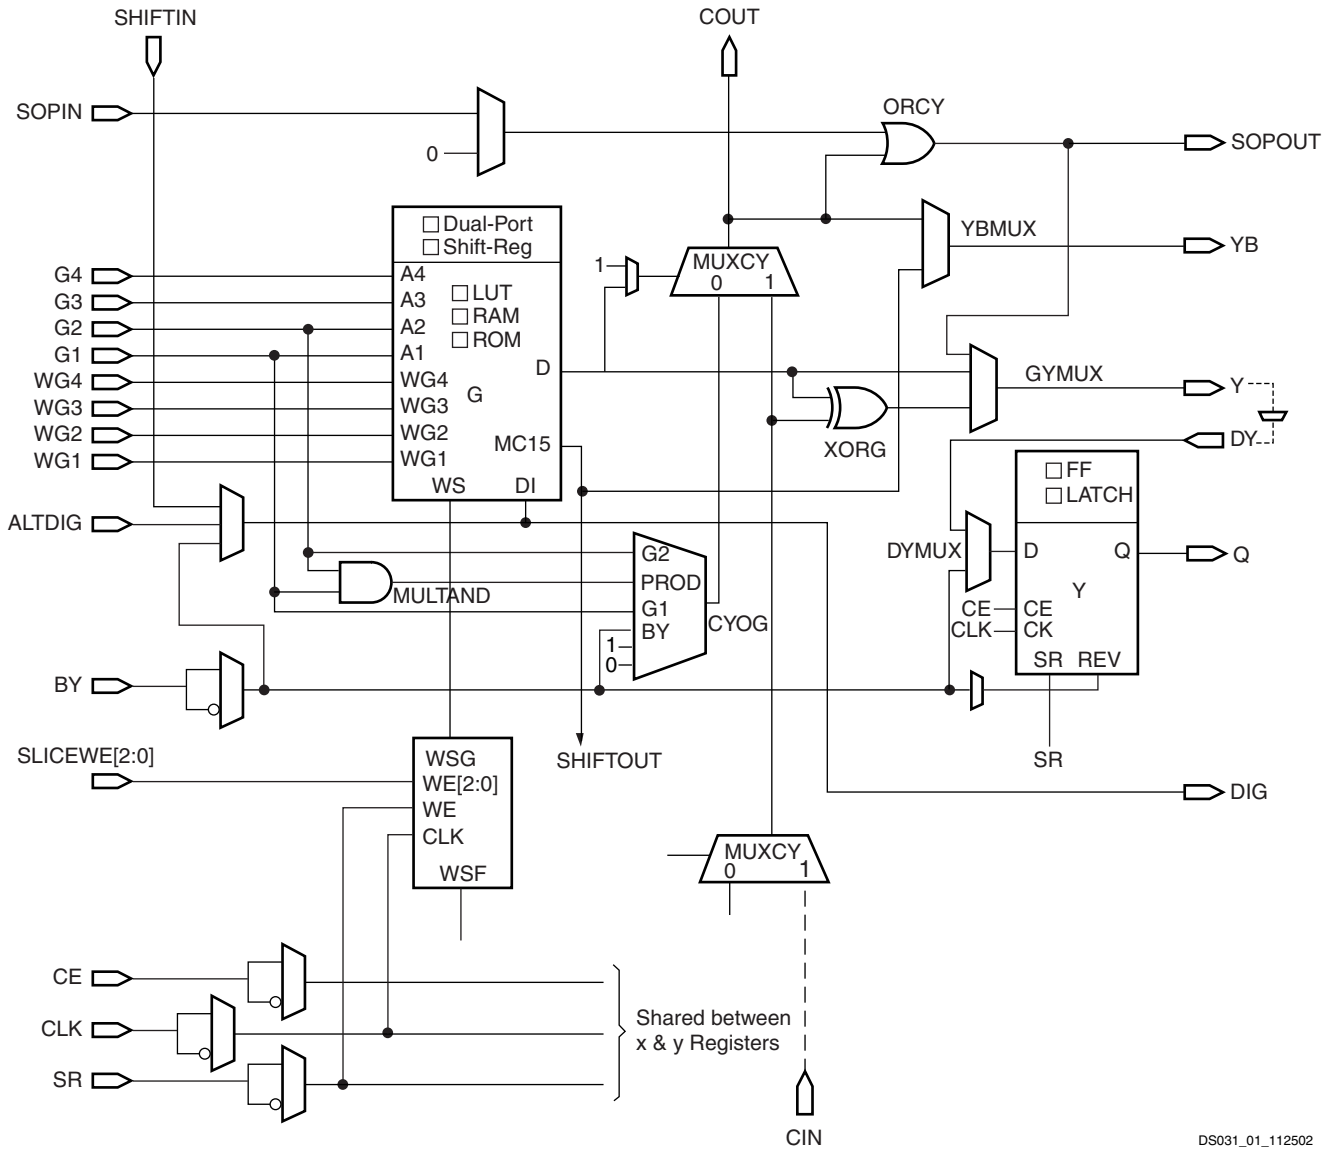 SHIFTIN
COUT
SOPIN
0
ORCY
SOPOUT
Dual-Port
Shift-Reg
YBMUX
YB
G4
G3
G2
G1
WG4
WG3
WG2
WG1
A4
A3
A2
A1
WG4
WG3
WG2
WG1
LUT
RAM
ROM
D
G
MC15
WS
DI
1
MUXCY
0
1
GYMUX
Y
XORG
DY
FF
LATCH
DYMUX
D
Q
Q
Y
CE
CE
CLK
CK
SR
REV
SR
ALTDIG
MULTAND
G2
PROD
G1
BY
1
0
CYOG
BY
SLICEWE[2:0]
WSG
WE[2:0]
WE
CLK
WSF
SHIFTOUT
DIG
MUXCY
0
1
CE
CLK
SR
Shared between
x & y Registers
CIN
DS031_01_112502